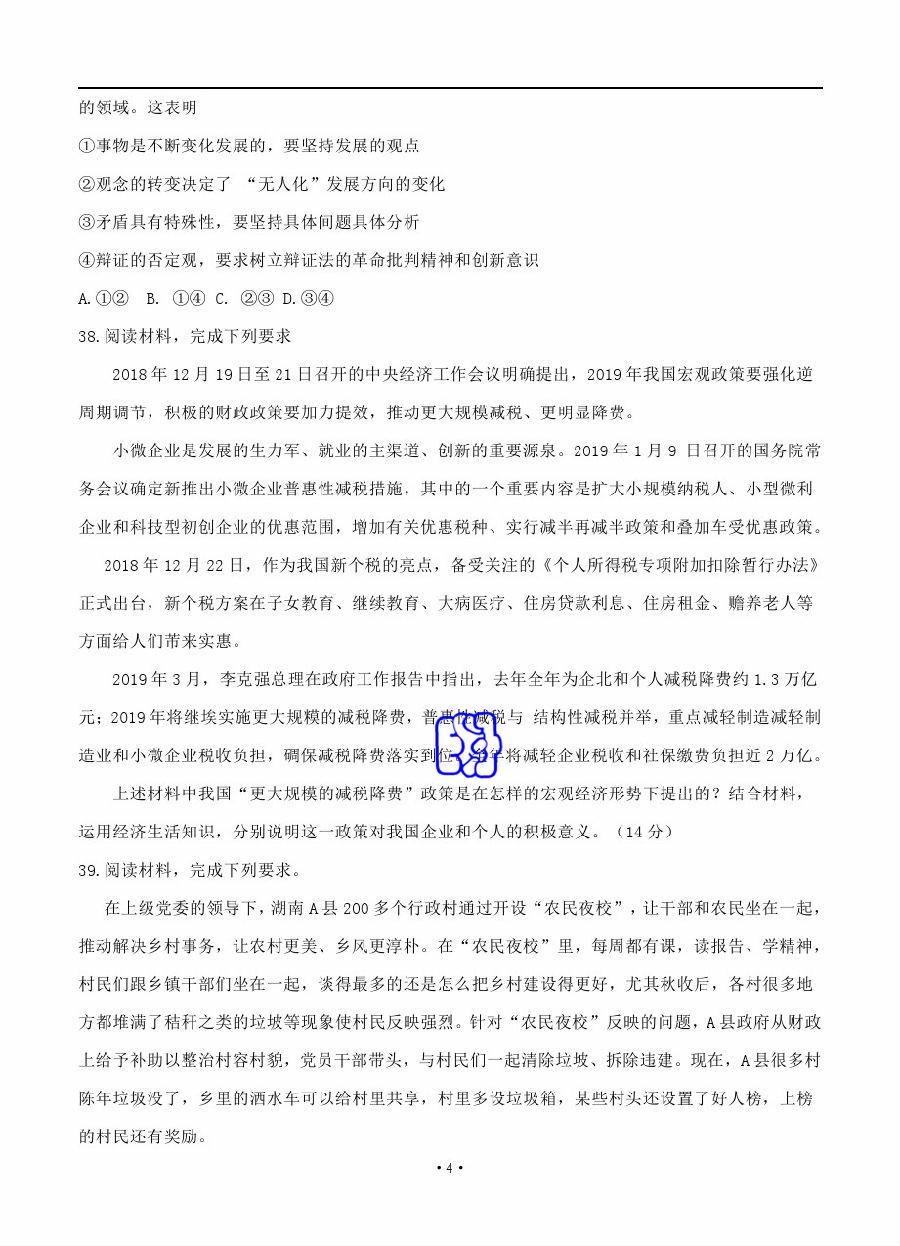 的领域。这表明
①事物是不断变化发展的，要坚持发展的观点
②观念的转变决定了 “无人化”发展方向的变化
③矛盾具有特殊性，要坚持具体间题具体分析
④辩证的否定观，要求树立辩证法的革命批判精神和创新意识
A.①② B. ①④ C. ②③ D.③④
38.阅读材料，完成下列要求
2018年12月19日至21日召开的中央经济工作会议明确提出，2019年我国宏观政策要强化逆
周期调节，积极的财政政策要加力提效，推动更大规模减税、更明显降费。
小微企业是发展的生力军、就业的主渠道、创新的重要源泉。2019年1月9 日召开的国务院常
务会议确定新推出小微企业普惠性减税措施，其中的一个重要内容是扩大小规模纳税人、小型微利
企业和科技型初创企业的优惠范围，增加有关优惠税种、实行减半再减半政策和叠加车受优惠政策。
2018年12月22日，作为我国新个税的亮点，备受关注的《个人所得税专项附加扣除暂行办法》
正式出台，新个税方案在子女教育、继续教育、大病医疗、住房贷款利息、住房租金、赡养老人等
方面给人们带来实惠。
2019年3月，李克强总理在政府工作报告中指出，去年全年为企北和个人减税降费约1.3万亿
元；2019年将继埃实施更大规模的减税降费，普惠性减税与 结构性减税并举，重点减轻制造减轻制
造业和小微企业税收负担，碉保减税降费落实到位。全年将减轻企业税收和社保缴费负担近2万亿。
上述材料中我国“更大规模的减税降费”政策是在怎样的宏观经济形势下提出的？结合材料，
运用经济生活知识，分别说明这一政策对我国企业和个人的积极意义。（14分）
39.阅读材料，完成下列要求。
在上级党委的领导下，湖南A县200多个行政村通过开设“农民夜校”，让干部和农民坐在一起，
推动解决乡村事务，让农村更美、乡风更淳朴。在“农民夜校”里，每周都有课，读报告、学精神，
村民们跟乡镇干部们坐在一起，谈得最多的还是怎么把乡村建设得更好，尤其秋收后，各村很多地
方都堆满了秸秆之类的垃圾等现象使村民反映强烈。针对“农民夜校”反映的问题，A县政府从财政
上给予补助以整治村容村貌，党员干部带头，与村民们一起清除垃圾、拆除违建。现在，A县很多村
陈年垃圾没了，乡里的洒水车可以给村里共享，村里多设垃圾箱，某些村头还设置了好人榜，上榜
的村民还有奖励。
·4·